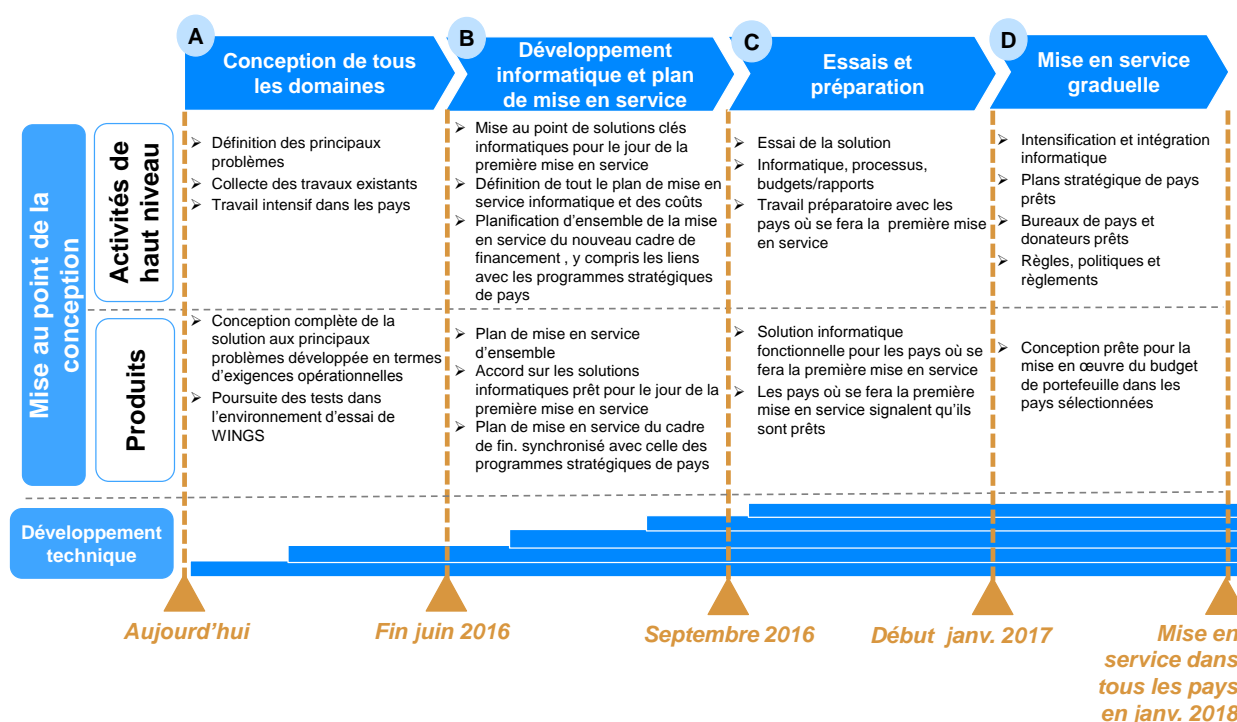 A
Conception de tous
les domaines
B
Développement
informatique et plan
de mise en service
C
Essais et
préparation
D
Mise en service
graduelle
Mise au point de la
conception
Activités de
haut niveau
Définition des principaux
problèmes
Collecte des travaux existants
Travail intensif dans les pays
Mise au point de solutions clés
informatiques pour le jour de la
première mise en service
Définition de tout le plan de mise en
service informatique et des coûts
Planification d'ensemble de la mise
en service du nouveau cadre de
financement , y compris les liens
avec les programmes stratégiques
de pays
Essai de la solution
Informatique, processus,
budgets/rapports
Travail préparatoire avec les
pays où se fera la première mise
en service
Intensification et intégration
informatique
Plans stratégique de pays
prêts
Bureaux de pays et
donateurs prêts
Règles, politiques et
règlements
Produits
Conception complète de la
solution aux principaux
problèmes développée en termes
d'exigences opérationnelles
Poursuite des tests dans
l'environnement d'essai de
WINGS
Plan de mise en service
d'ensemble
Accord sur les solutions
informatiques prêt pour le jour de la
première mise en service
Plan de mise en service du cadre
de fin. synchronisé avec celle des
programmes stratégiques de pays
Solution informatique
fonctionnelle pour les pays où se
fera la première mise en service
Les pays où se fera la première
mise en service signalent qu'ils
sont prêts
Conception prête pour la
mise en œuvre du budget
de portefeuille dans les
pays sélectionnées
Développement
technique
Aujourd'hui
Fin juin 2016
Septembre 2016
Début janv. 2017
Mise en
service dans
tous les pays
en janv. 2018